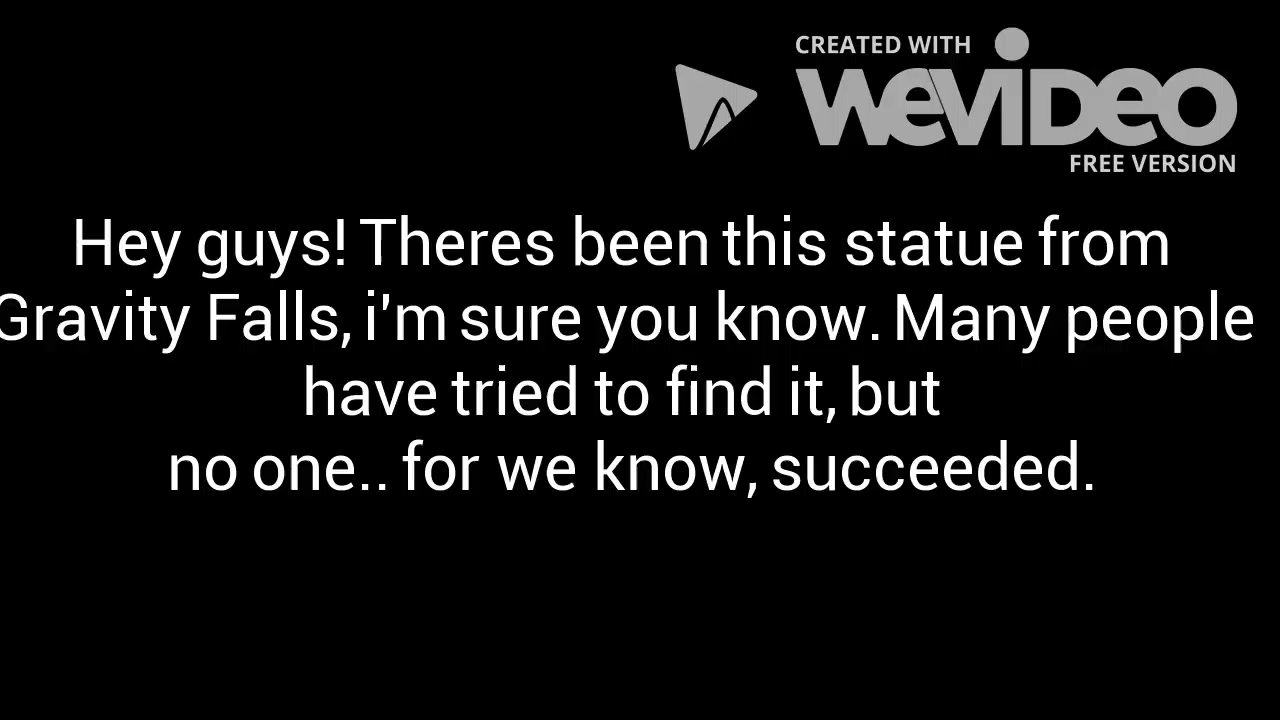 CREATED WITH
WEVIDEO
FREE VERSION
Hey guys! Theres been this statue from
Gravity Falls, i'm sure you know. Many people
have tried to find it, but
no one.. for we know, succeeded.